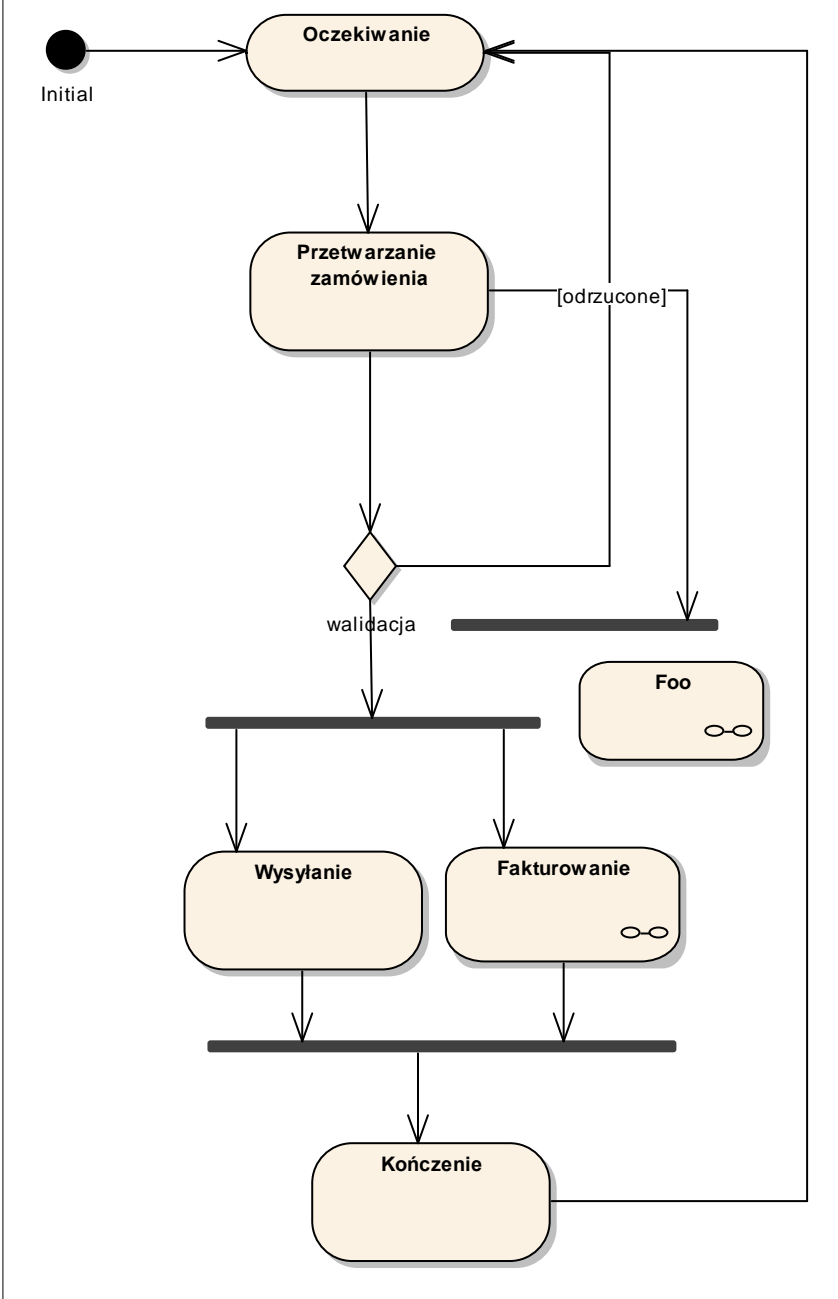 Oczekiwanie
Initial
Przetwarzanie
zamówienia
[odrzucone]
walidacja
Foo
Wysyłanie
Fakturowanie
Kończenie